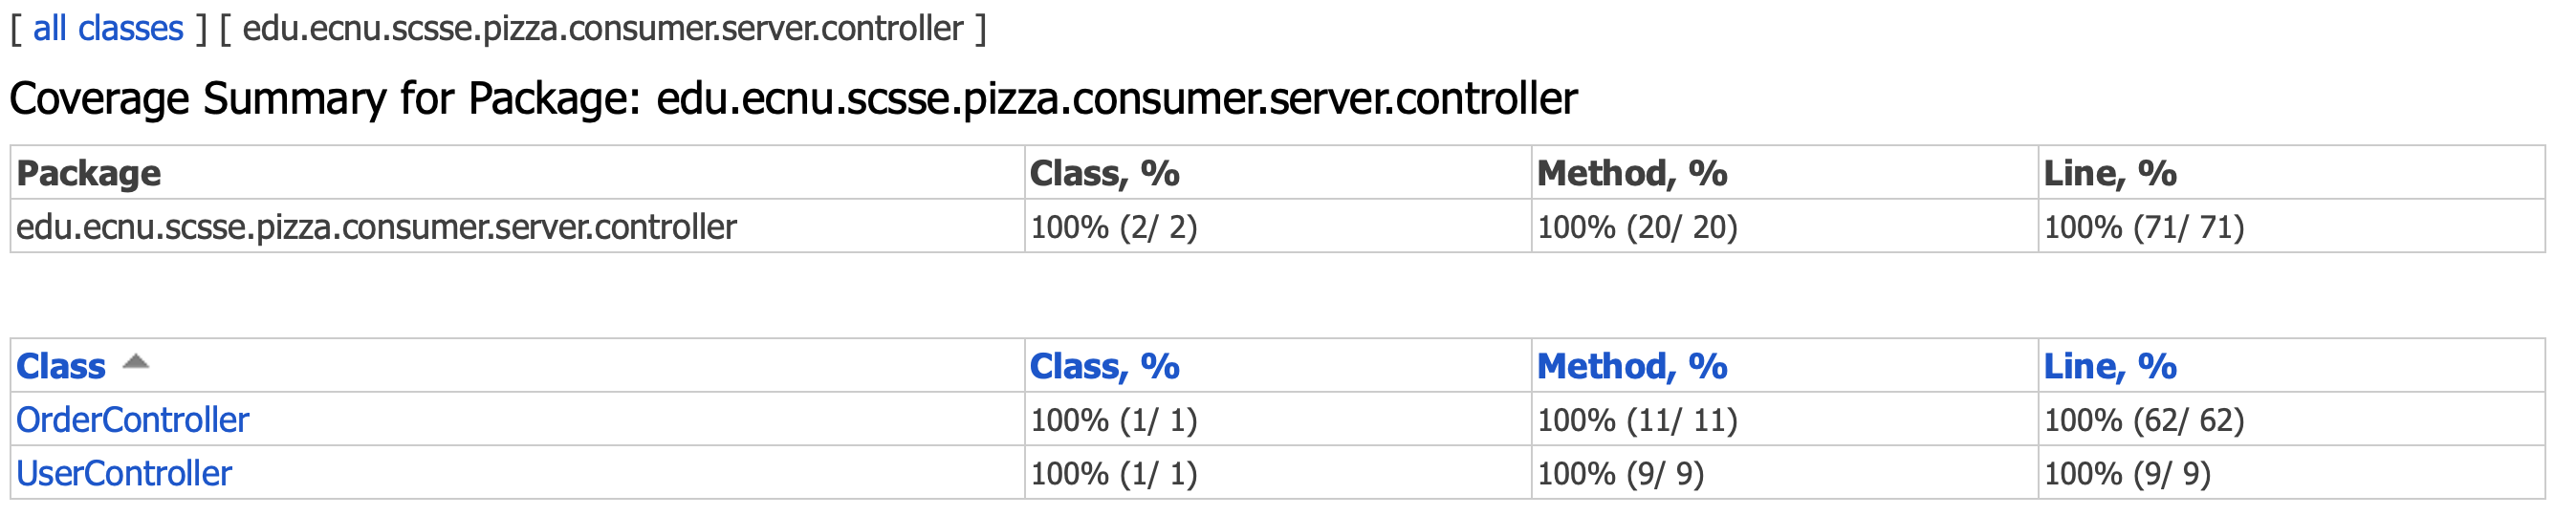 [ all classes ] [ edu.ecnu.scsse.pizza.consumer.server.controller ]
Coverage Summary for Package: edu.ecnu.scsse.pizza.consumer.server.controller
Package Class, % Method, % Line, %
edu.ecnu.scsse.pizza.consumer.server.controller 100% (2/ 2) 100% (20/ 20) 100% (71/ 71)
Class Class, % Method, % Line, %
OrderController 100% (1/ 1) 100% (11/ 11) 100% (62/ 62)
UserController 100% (1/ 1) 100% (9/ 9) 100% (9/ 9)